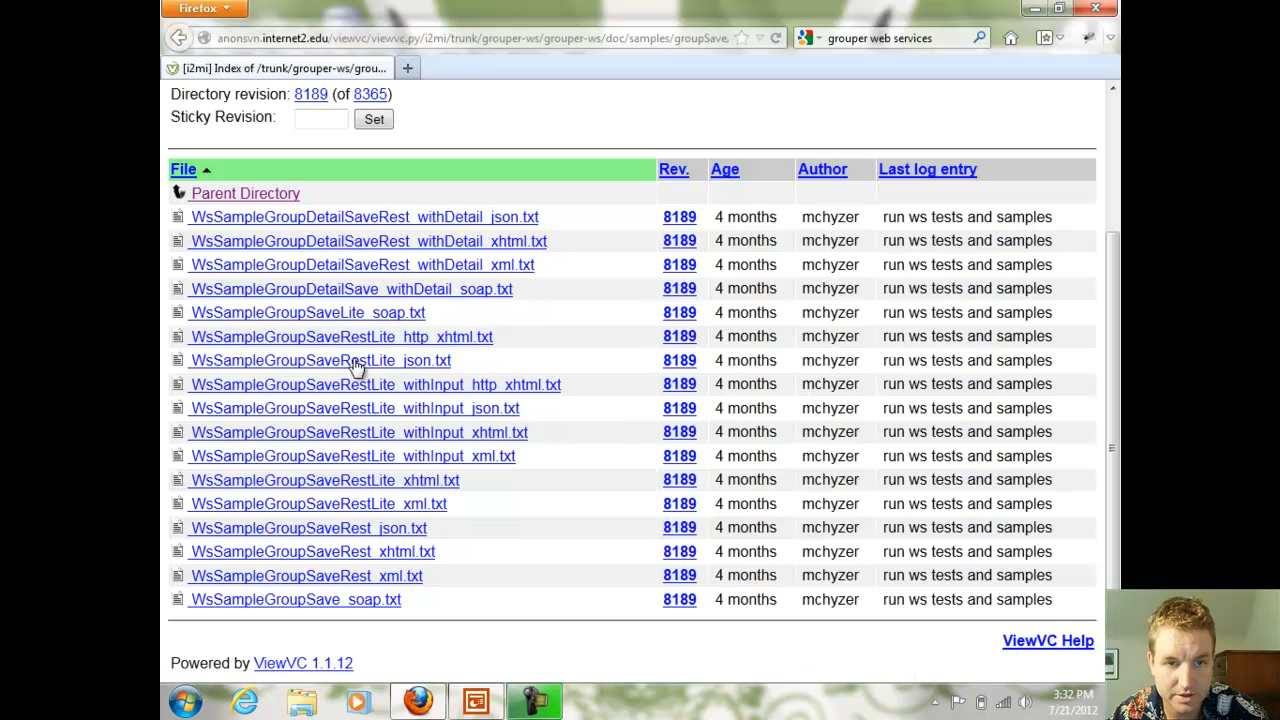 Firefox
anonsvn.internet2.edu/viewvc/viewvc.py/i2mi/trunk/grouper-ws/grouper-ws/doc/samples/groupSave,
grouper web services
[i2mi] Index of /trunk/grouper-ws/grou...
Directory revision: 8189 (of 8365)
Sticky Revision: Set
File Rev. Age Author Last log entry
Parent Directory
WsSampleGroupDetailSaveRest_withDetail_json.txt 8189 4 months mchyzer run ws tests and samples
WsSampleGroupDetailSaveRest_withDetail_xhtml.txt 8189 4 months mchyzer run ws tests and samples
WsSampleGroupDetailSaveRest_withDetail_xml.txt 8189 4 months mchyzer run ws tests and samples
WsSampleGroupDetailSave_withDetail_soap.txt 8189 4 months mchyzer run ws tests and samples
WsSampleGroupSaveLite_soap.txt 8189 4 months mchyzer run ws tests and samples
WsSampleGroupSaveRestLite_http_xhtml.txt 8189 4 months mchyzer run ws tests and samples
WsSampleGroupSaveRestLite_json.txt 8189 4 months mchyzer run ws tests and samples
WsSampleGroupSaveRestLite_withInput_http_xhtml.txt 8189 4 months mchyzer run ws tests and samples
WsSampleGroupSaveRestLite_withInput_json.txt 8189 4 months mchyzer run ws tests and samples
WsSampleGroupSaveRestLite_withInput_xhtml.txt 8189 4 months mchyzer run ws tests and samples
WsSampleGroupSaveRestLite_withInput_xml.txt 8189 4 months mchyzer run ws tests and samples
WsSampleGroupSaveRestLite_xhtml.txt 8189 4 months mchyzer run ws tests and samples
WsSampleGroupSaveRestLite_xml.txt 8189 4 months mchyzer run ws tests and samples
WsSampleGroupSaveRest_json.txt 8189 4 months mchyzer run ws tests and samples
WsSampleGroupSaveRest_xhtml.txt 8189 4 months mchyzer run ws tests and samples
WsSampleGroupSaveRest_xml.txt 8189 4 months mchyzer run ws tests and samples
WsSampleGroupSave_soap.txt 8189 4 months mchyzer run ws tests and samples
ViewVC Help
Powered by ViewVC 1.1.12
3:32 PM
7/21/2012